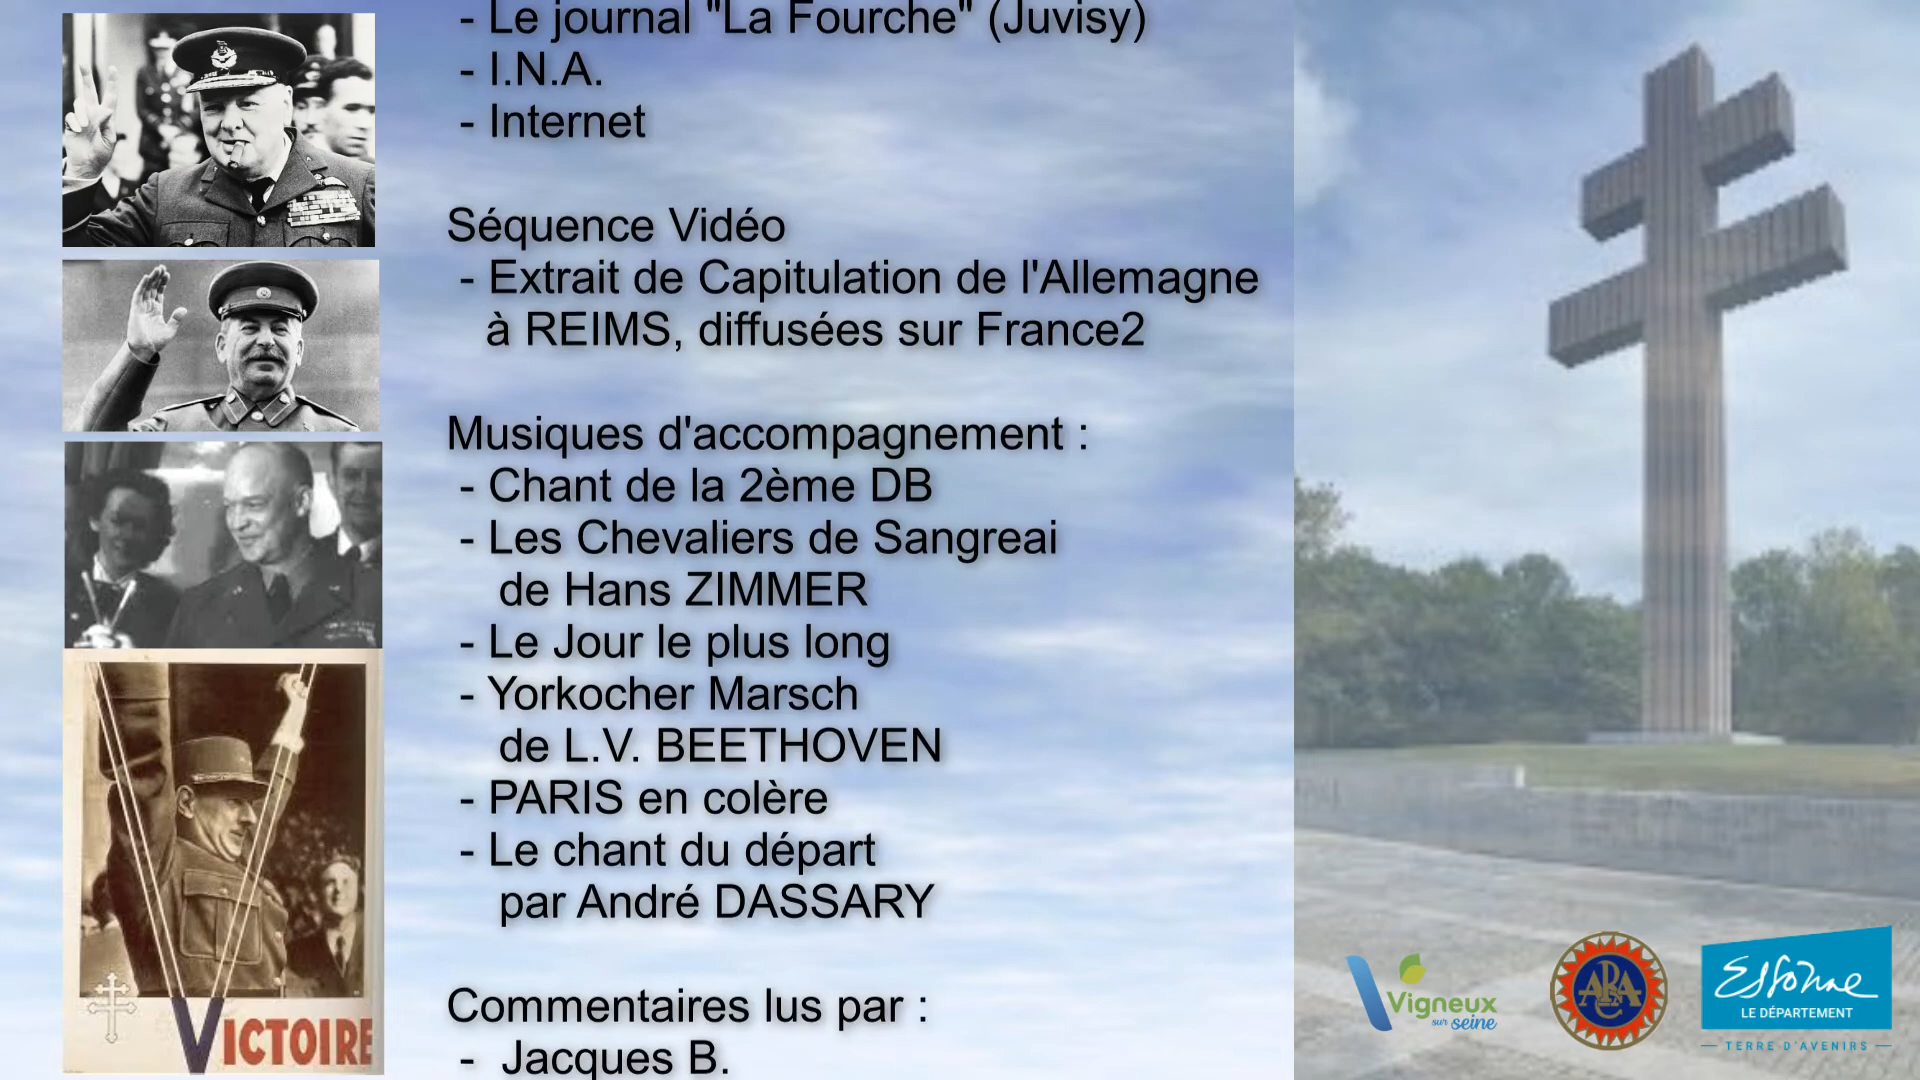 - Le journal "La Fourche" (Juvisy)
- I.N.A.
- Internet
Séquence Vidéo
- Extrait de Capitulation de l'Allemagne
à REIMS, diffusées sur France2
Musiques d'accompagnement :
- Chant de la 2ème DB
- Les Chevaliers de Sangreai
de Hans ZIMMER
- Le Jour le plus long
- Yorkocher Marsch
de L.V. BEETHOVEN
- PARIS en colère
- Le chant du départ
par André DASSARY
Commentaires lus par :
- Jacques B.
VICTOIRE
Vigneux
sur seine
Essonne
LE DÉPARTEMENT
TERRE D'AVENIRS